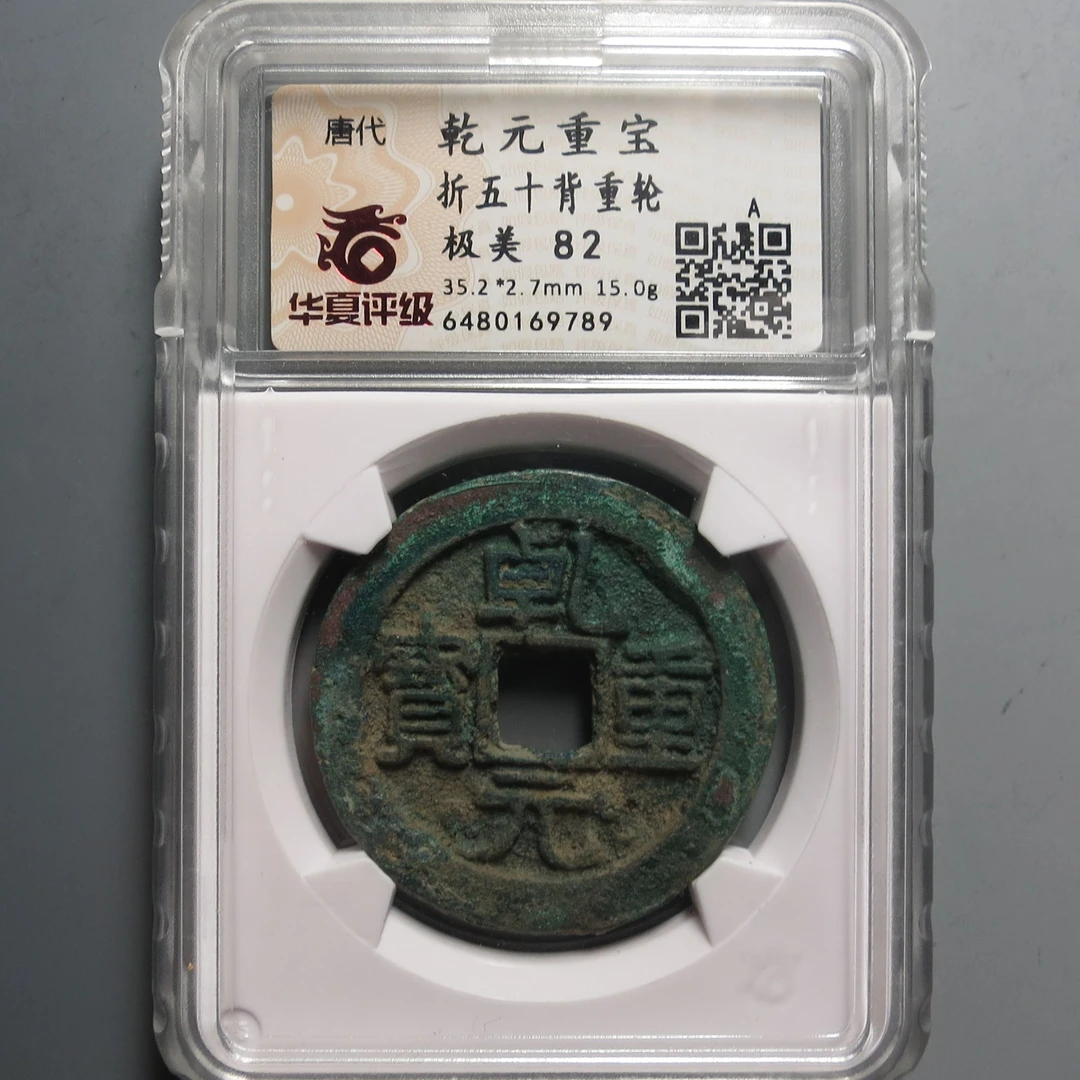 唐代
华夏评级
乾元重宝
折五十背重轮
极美 82
35.2*2.7mm 15.0g
6480169789
A
乾元重寶